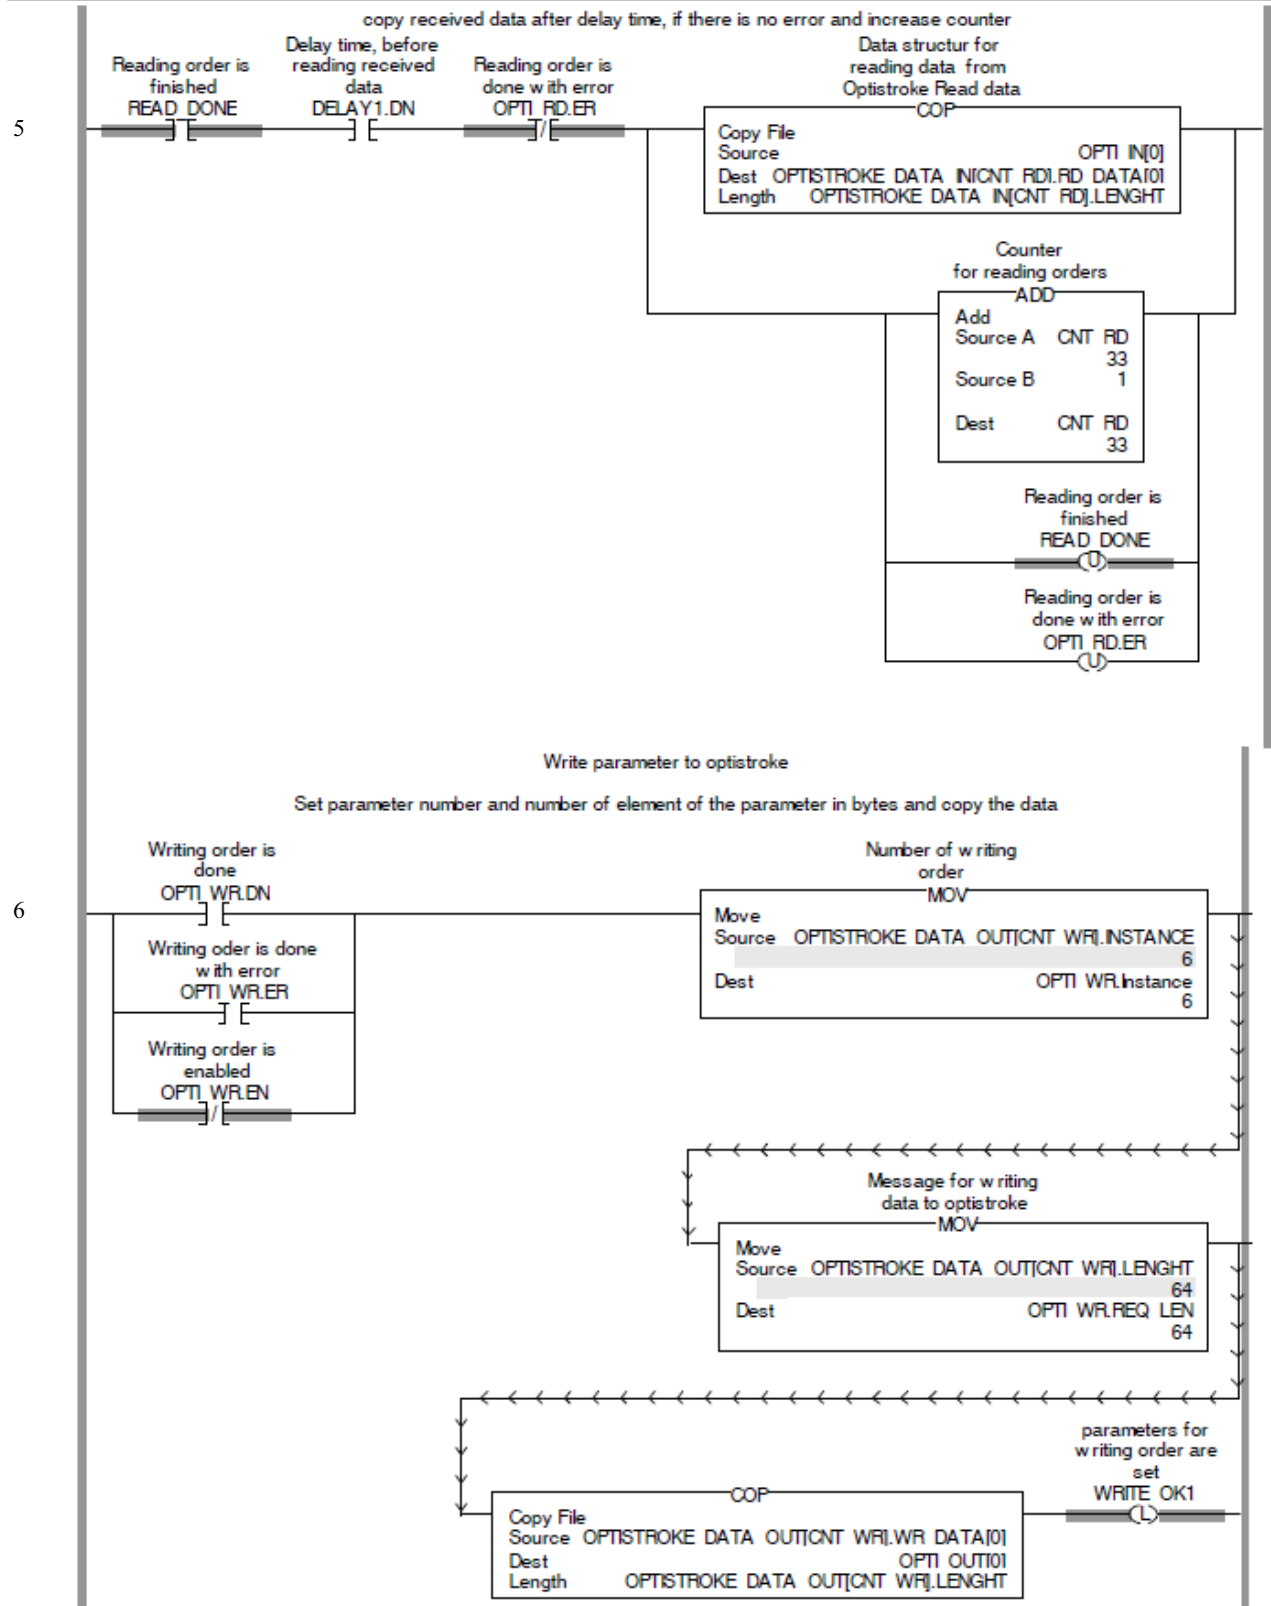 copy received data after delay time, if there is no error and increase counter
Reading order is
finished
READ_DONE
Delay time, before
reading received
data
DELAY1.DN
Reading order is
done with error
OPTI_RD.ER
Data structur for
reading data from
Optistroke Read data
COP
5
Copy File
Source OPTI_IN[0]
Dest OPTISTROKE_DATA_IN[CNT_RD].RD_DATA[0]
Length OPTISTROKE_DATA_IN[CNT_RD].LENGHT
Counter
for reading orders
ADD
Add
Source A CNT_RD
33
Source B 1
Dest CNT_RD
33
Reading order is
finished
READ_DONE
U
Reading order is
done with error
OPTI_RD.ER
U
Write parameter to optistroke
Set parameter number and number of element of the parameter in bytes and copy the data
Writing order is
done
OPTI_WR.DN
6
Writing oder is done
with error
OPTI_WR.ER
Writing order is
enabled
OPTI_WR.EN
Number of writing
order
MOV
Move
Source OPTISTROKE_DATA_OUT[CNT_WR].INSTANCE
6
Dest OPTI_WR.Instance
6
Message for writing
data to optistroke
MOV
Move
Source OPTISTROKE_DATA_OUT[CNT_WR].LENGHT
64
Dest OPTI_WR.REQ_LEN
64
COP
Copy File
Source OPTISTROKE_DATA_OUT[CNT_WR].WR_DATA[0]
Dest OPTI_OUT[0]
Length OPTISTROKE_DATA_OUT[CNT_WR].LENGHT
parameters for
writing order are
set
WRITE_OK1
L